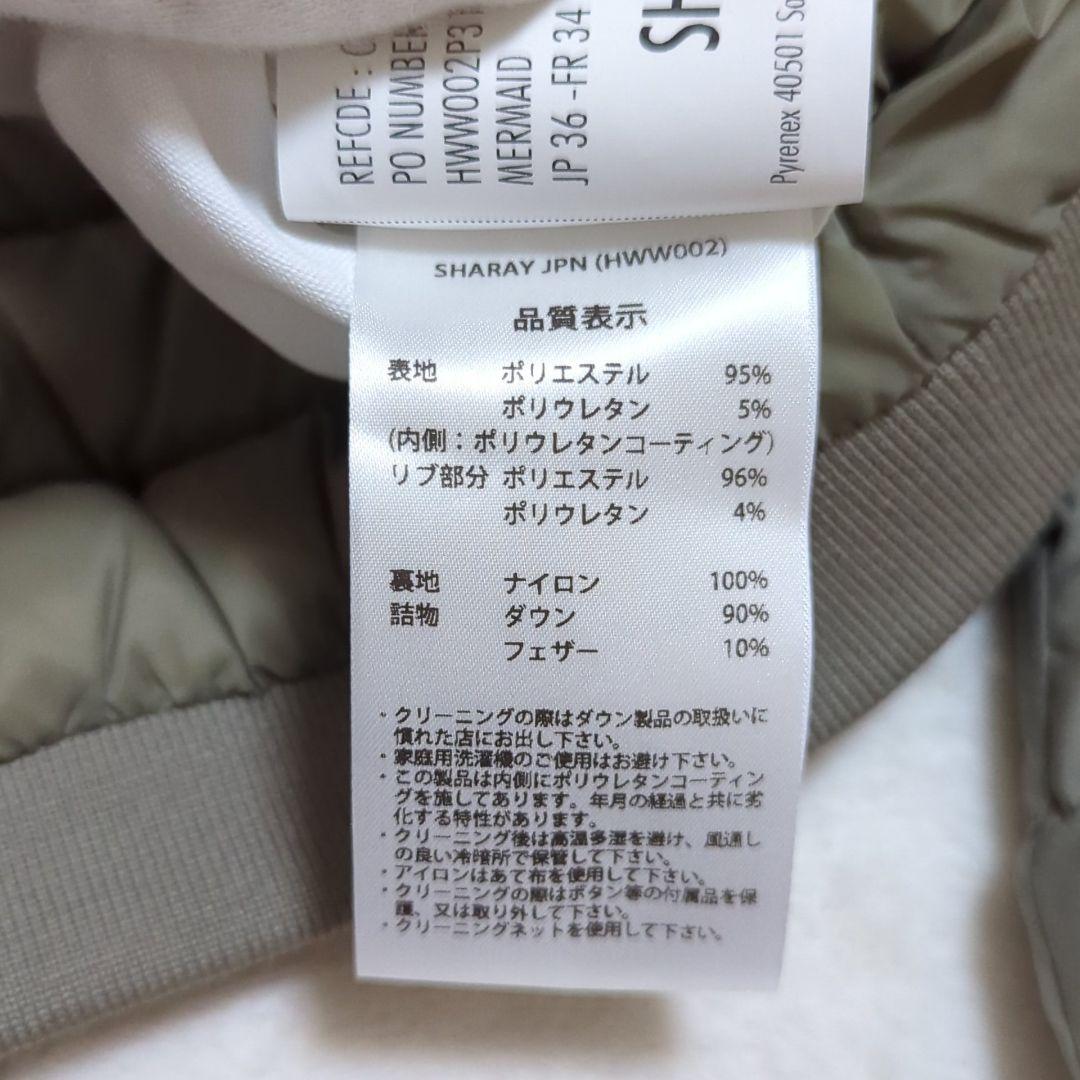 REFCDE : C
PO NUMBER
HWW002P31
MERMAID
JP 36 -FR 34
SH
Pyrenex 40501 Sa
SHARAY JPN (HWW002)
品質表示
表地 ポリエステル 95%
ポリウレタン 5%
(内側：ポリウレタンコーティング)
リブ部分 ポリエステル 96%
ポリウレタン 4%
裏地 ナイロン 100%
詰物 ダウン 90%
フェザー 10%
・クリーニングの際はダウン製品の取扱いに
慣れた店にお出し下さい。
・家庭用洗濯機のご使用はお避け下さい。
・この製品は内側にポリウレタンコーティン
グを施してあります。年月の経過と共に劣
化する特性があります。
・クリーニング後は高温多湿を避け、風通し
の良い冷暗所で保管して下さい。
・アイロンはあて布を使用して下さい。
・クリーニングの際はボタン等の付属品を保
護、又は取り外して下さい。
・クリーニングネットを使用して下さい。